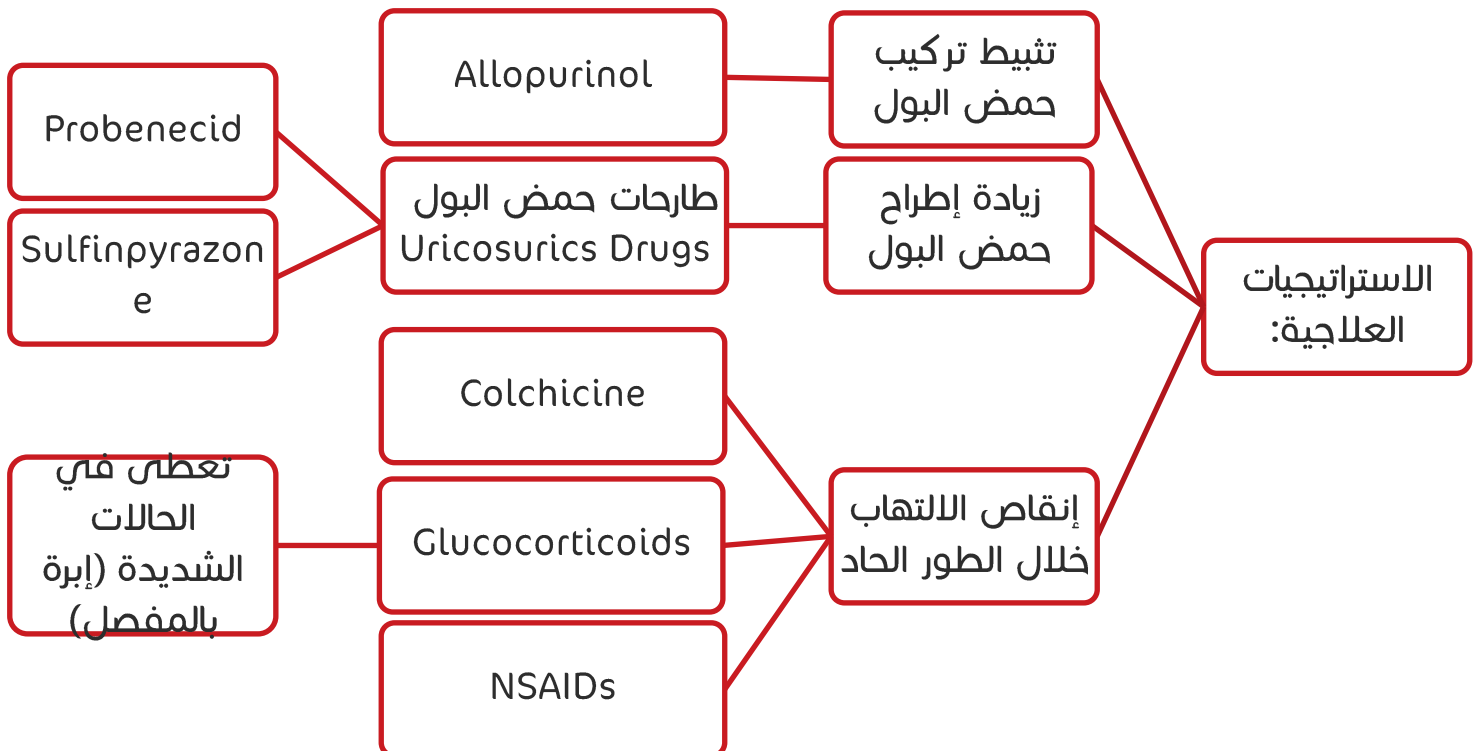 الاستراتيجيات
العلاجية:
تثبيط تركيب
حمض البول
Allopurinol
زيادة إطراح
حمض البول
طارحات حمض البول
Uricosurics Drugs
Probenecid
Sulfinpyrazon
e
إنقاص الالتهاب
خلال الطور الحاد
Colchicine
Glucocorticoids
تعطى في
الحالات
الشديدة (إبرة
بالمفصل)
NSAIDs